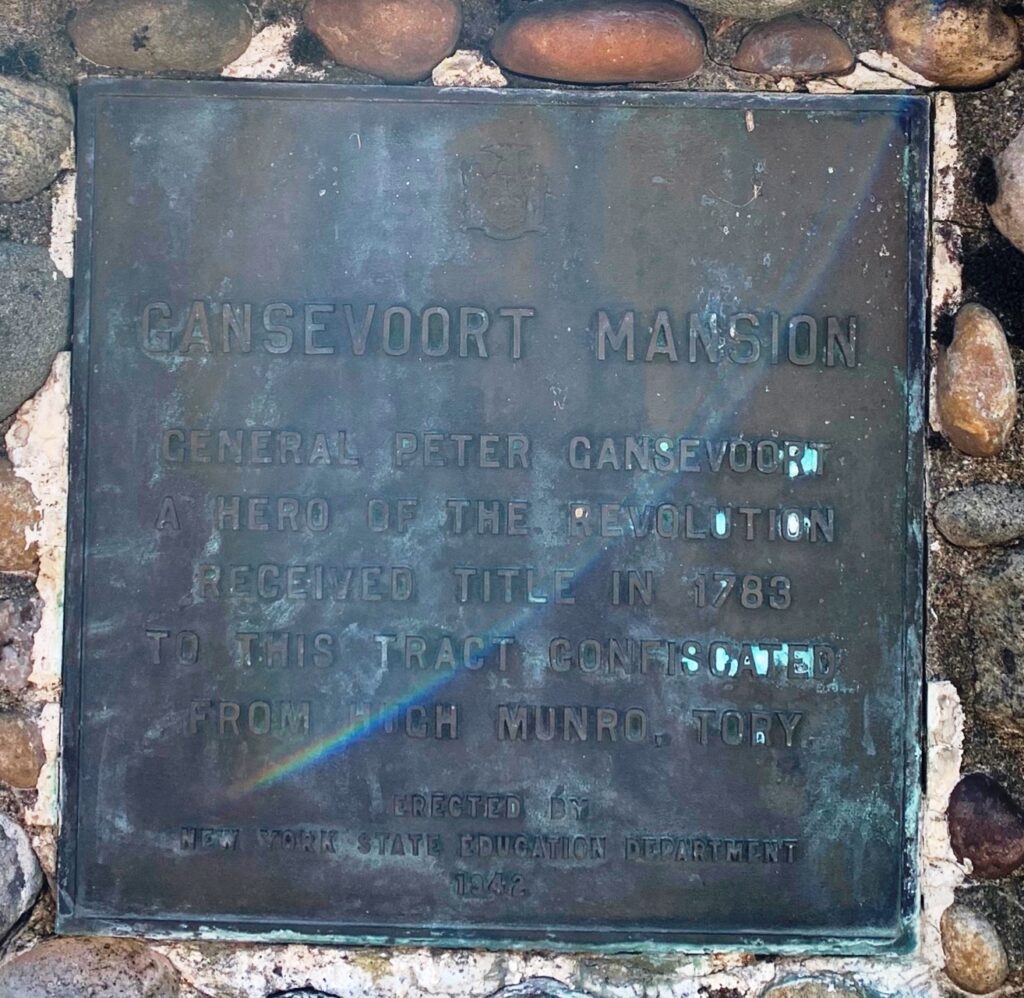 GANSEVOORT MANSION
GENERAL PETER GANSEVOORT
A HERO OF THE REVOLUTION
RECEIVED TITLE IN 1783
TO THIS TRACT CONFISCATED
FROM HUGH MUNRO, TORY.
ERECTED BY
NEW YORK STATE EDUCATION DEPARTMENT
1942